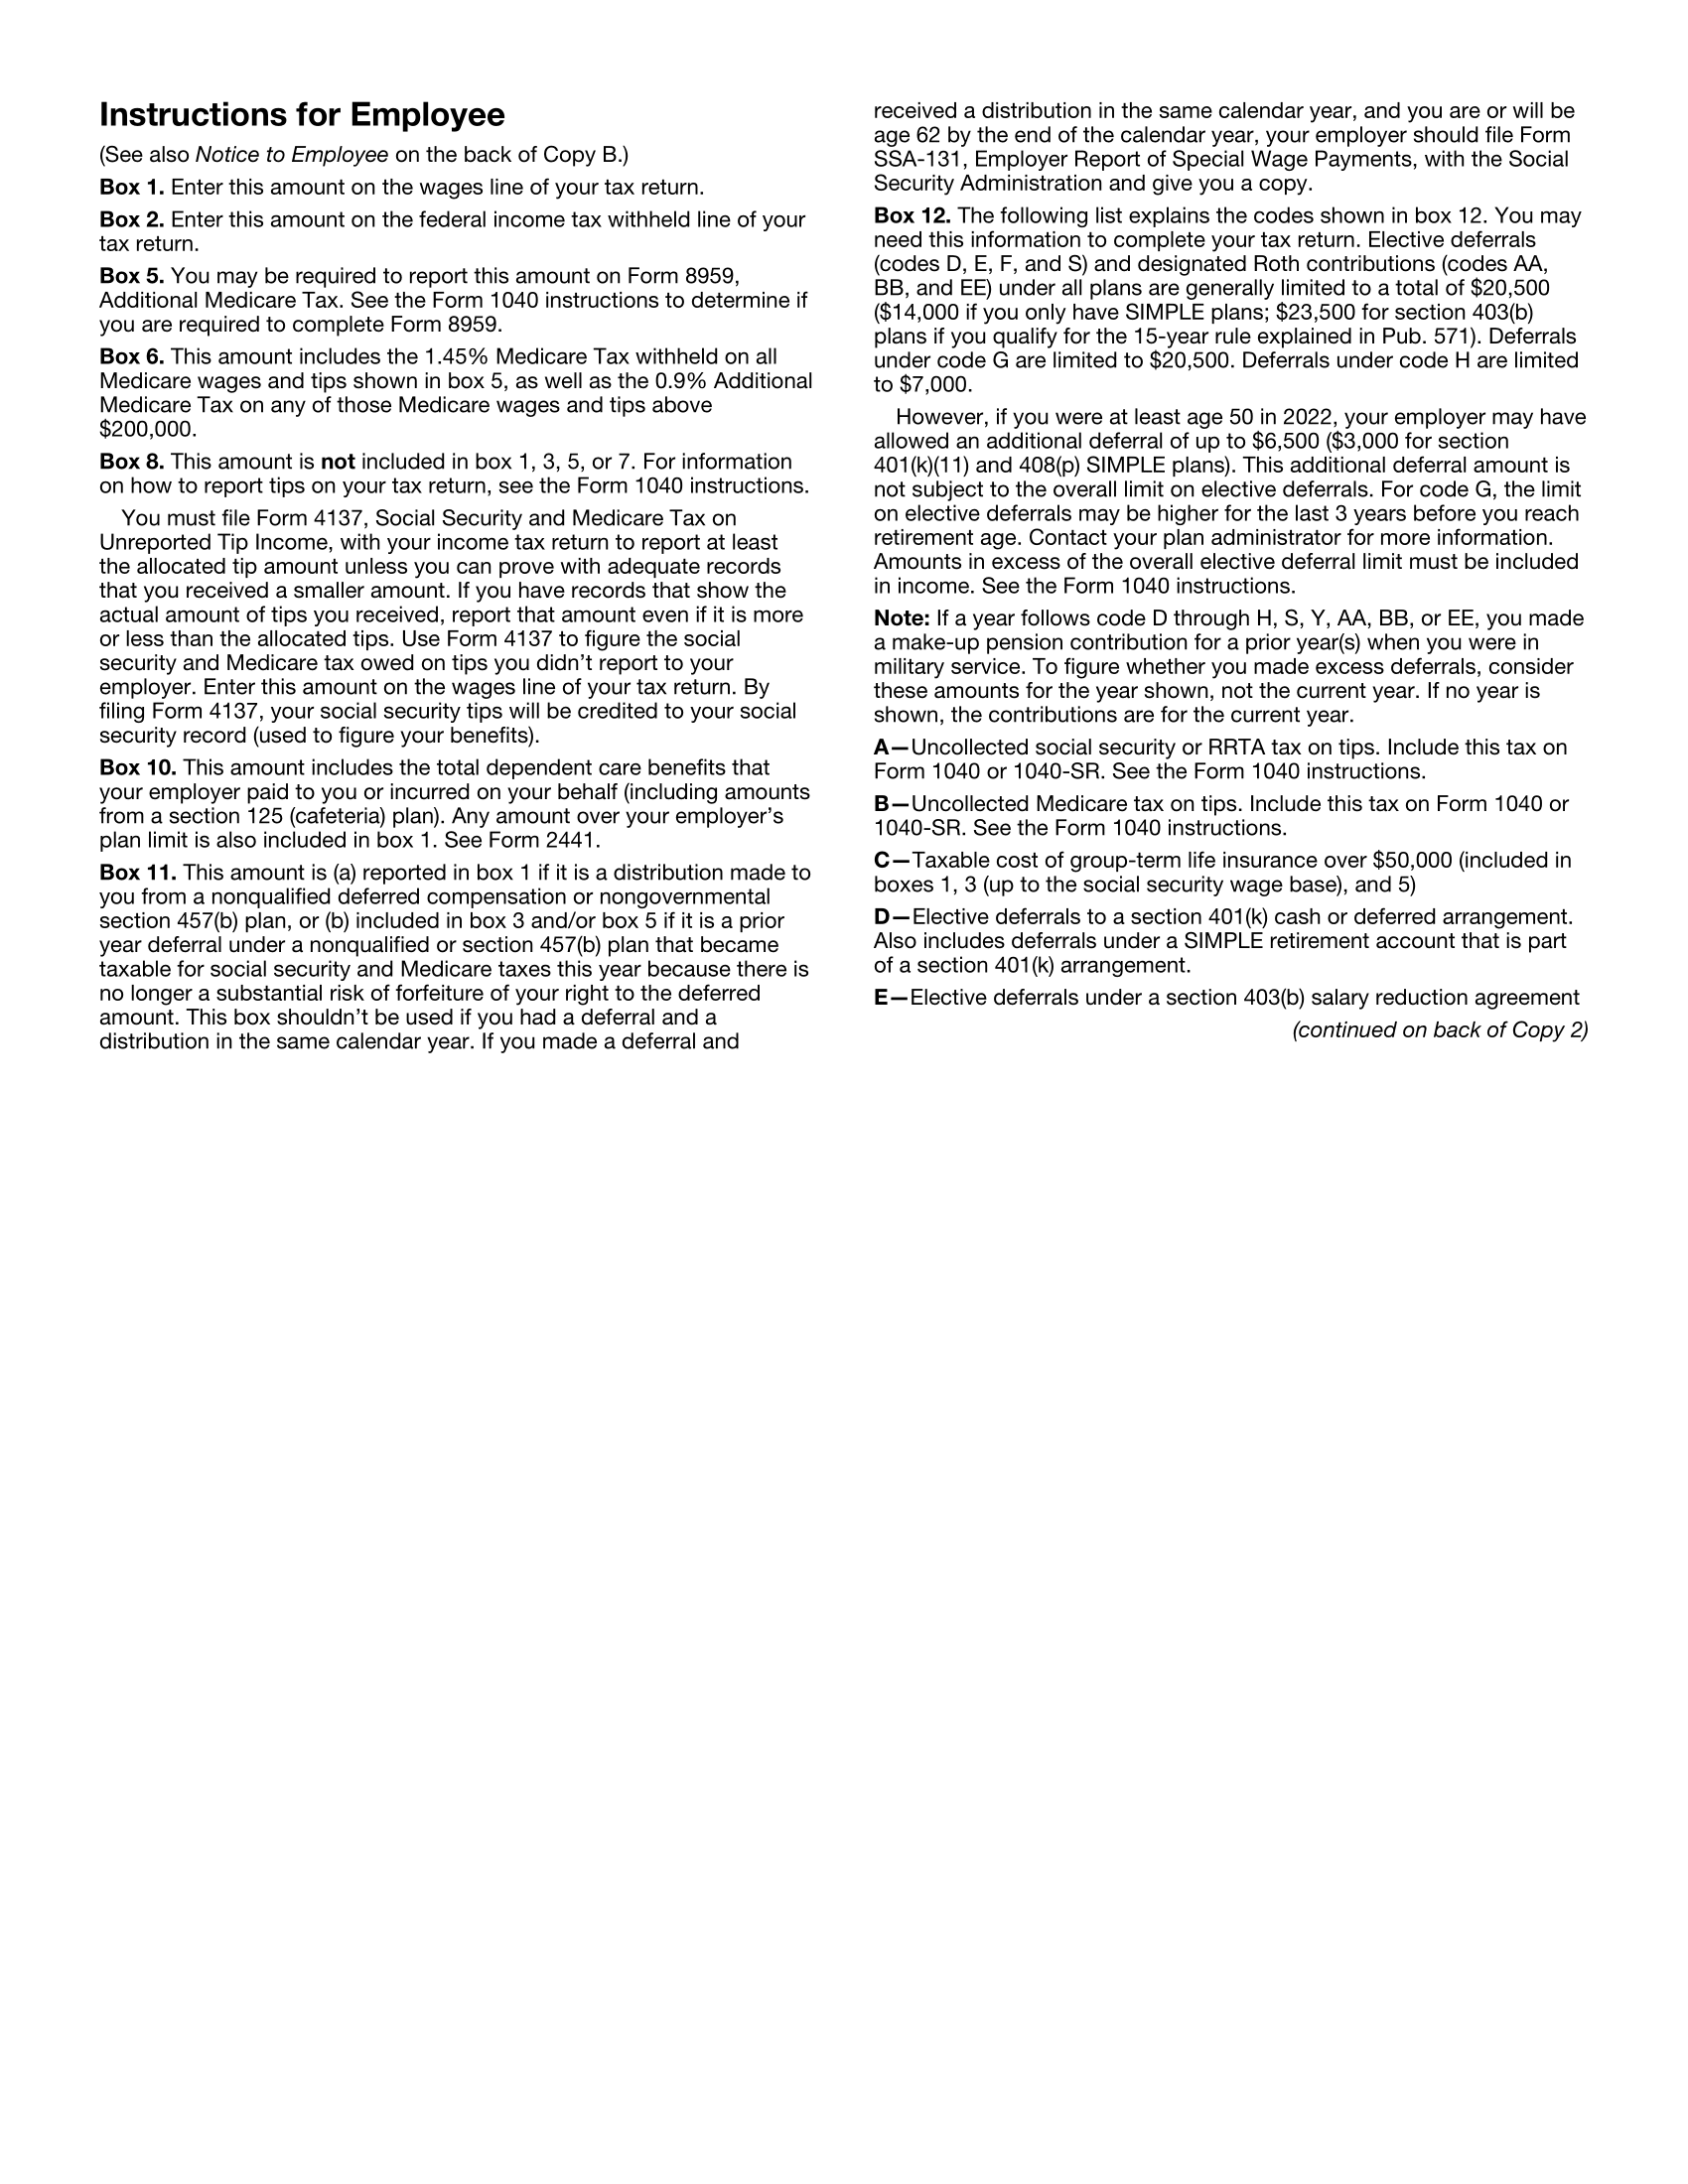 Instructions for Employee
(See also Notice to Employee on the back of Copy B.)
Box 1. Enter this amount on the wages line of your tax return.
Box 2. Enter this amount on the federal income tax withheld line of your
tax return.
Box 5. You may be required to report this amount on Form 8959,
Additional Medicare Tax. See the Form 1040 instructions to determine if
you are required to complete Form 8959.
Box 6. This amount includes the 1.45% Medicare Tax withheld on all
Medicare wages and tips shown in box 5, as well as the 0.9% Additional
Medicare Tax on any of those Medicare wages and tips above
$200,000.
Box 8. This amount is not included in box 1, 3, 5, or 7. For information
on how to report tips on your tax return, see the Form 1040 instructions.
You must file Form 4137, Social Security and Medicare Tax on
Unreported Tip Income, with your income tax return to report at least
the allocated tip amount unless you can prove with adequate records
that you received a smaller amount. If you have records that show the
actual amount of tips you received, report that amount even if it is more
or less than the allocated tips. Use Form 4137 to figure the social
security and Medicare tax owed on tips you didn’t report to your
employer. Enter this amount on the wages line of your tax return. By
filing Form 4137, your social security tips will be credited to your social
security record (used to figure your benefits).
Box 10. This amount includes the total dependent care benefits that
your employer paid to you or incurred on your behalf (including amounts
from a section 125 (cafeteria) plan). Any amount over your employer’s
plan limit is also included in box 1. See Form 2441.
Box 11. This amount is (a) reported in box 1 if it is a distribution made to
you from a nonqualified deferred compensation or nongovernmental
section 457(b) plan, or (b) included in box 3 and/or box 5 if it is a prior
year deferral under a nonqualified or section 457(b) plan that became
taxable for social security and Medicare taxes this year because there is
no longer a substantial risk of forfeiture of your right to the deferred
amount. This box shouldn’t be used if you had a deferral and a
distribution in the same calendar year. If you made a deferral and
received a distribution in the same calendar year, and you are or will be
age 62 by the end of the calendar year, your employer should file Form
SSA-131, Employer Report of Special Wage Payments, with the Social
Security Administration and give you a copy.
Box 12. The following list explains the codes shown in box 12. You may
need this information to complete your tax return. Elective deferrals
(codes D, E, F, and S) and designated Roth contributions (codes AA,
BB, and EE) under all plans are generally limited to a total of $20,500
($14,000 if you only have SIMPLE plans; $23,500 for section 403(b)
plans if you qualify for the 15-year rule explained in Pub. 571). Deferrals
under code G are limited to $20,500. Deferrals under code H are limited
to $7,000.
However, if you were at least age 50 in 2022, your employer may have
allowed an additional deferral of up to $6,500 ($3,000 for section
401(k)(11) and 408(p) SIMPLE plans). This additional deferral amount is
not subject to the overall limit on elective deferrals. For code G, the limit
on elective deferrals may be higher for the last 3 years before you reach
retirement age. Contact your plan administrator for more information.
Amounts in excess of the overall elective deferral limit must be included
in income. See the Form 1040 instructions.
Note: If a year follows code D through H, S, Y, AA, BB, or EE, you made
a make-up pension contribution for a prior year(s) when you were in
military service. To figure whether you made excess deferrals, consider
these amounts for the year shown, not the current year. If no year is
shown, the contributions are for the current year.
A—Uncollected social security or RRTA tax on tips. Include this tax on
Form 1040 or 1040-SR. See the Form 1040 instructions.
B—Uncollected Medicare tax on tips. Include this tax on Form 1040 or
1040-SR. See the Form 1040 instructions.
C—Taxable cost of group-term life insurance over $50,000 (included in
boxes 1, 3 (up to the social security wage base), and 5)
D—Elective deferrals to a section 401(k) cash or deferred arrangement.
Also includes deferrals under a SIMPLE retirement account that is part
of a section 401(k) arrangement.
E—Elective deferrals under a section 403(b) salary reduction agreement
(continued on back of Copy 2)